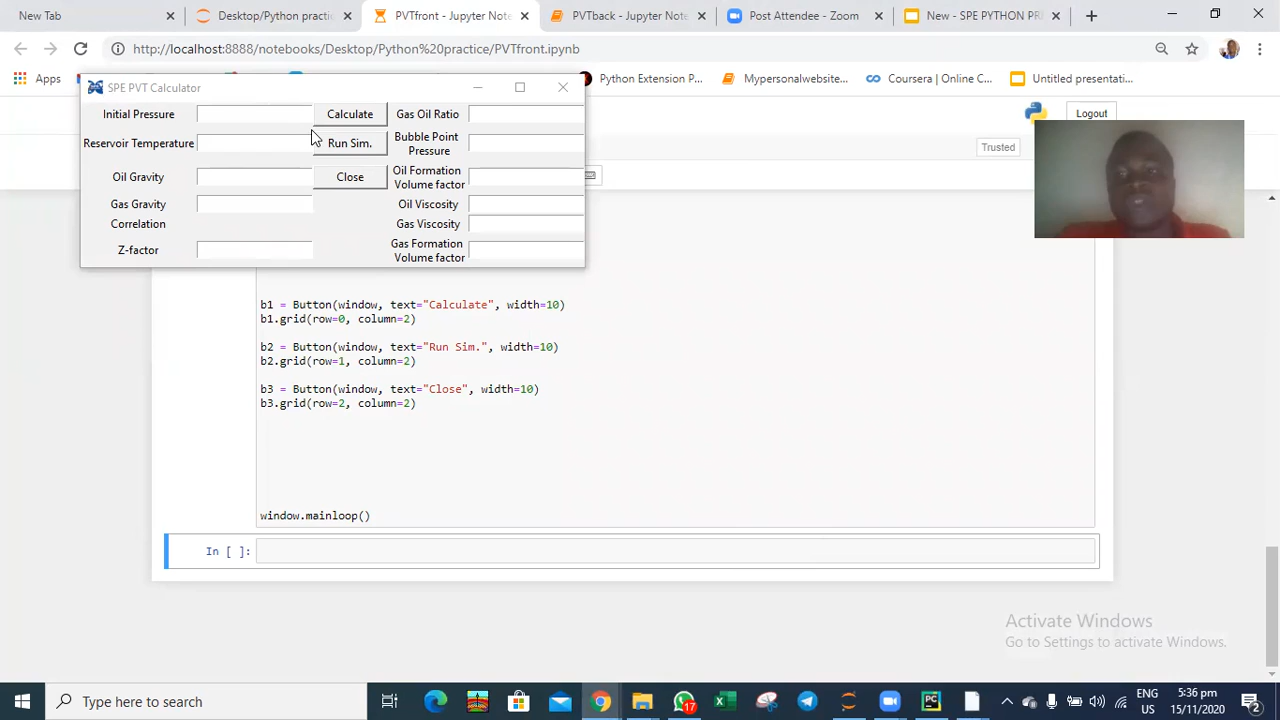 New Tab
Desktop/Python practic
PVTfront - Jupyter Note
PVTback - Jupyter Note
Post Attendee - Zoom
New - SPE PYTHON PR
http://localhost:8888/notebooks/Desktop/Python%20practice/PVTfront.ipynb
Apps
Python Extension P...
Mypersonalwebsite...
Coursera | Online C...
Untitled presentati...
SPE PVT Calculator
Initial Pressure
Calculate
Gas Oil Ratio
Reservoir Temperature
Run Sim.
Bubble Point
Pressure
Oil Gravity
Close
Oil Formation
Volume factor
Gas Gravity
Oil Viscosity
Correlation
Gas Viscosity
Z-factor
Gas Formation
Volume factor
Logout
Trusted
b1 = Button(window, text="Calculate", width=10)
b1.grid(row=0, column=2)
b2 = Button(window, text="Run Sim.", width=10)
b2.grid(row=1, column=2)
b3 = Button(window, text="Close", width=10)
b3.grid(row=2, column=2)
window.mainloop()
In [ ]:
Activate Windows
Go to Settings to activate Windows.
Type here to search
17
ENG
US
5:36 pm
15/11/2020
2